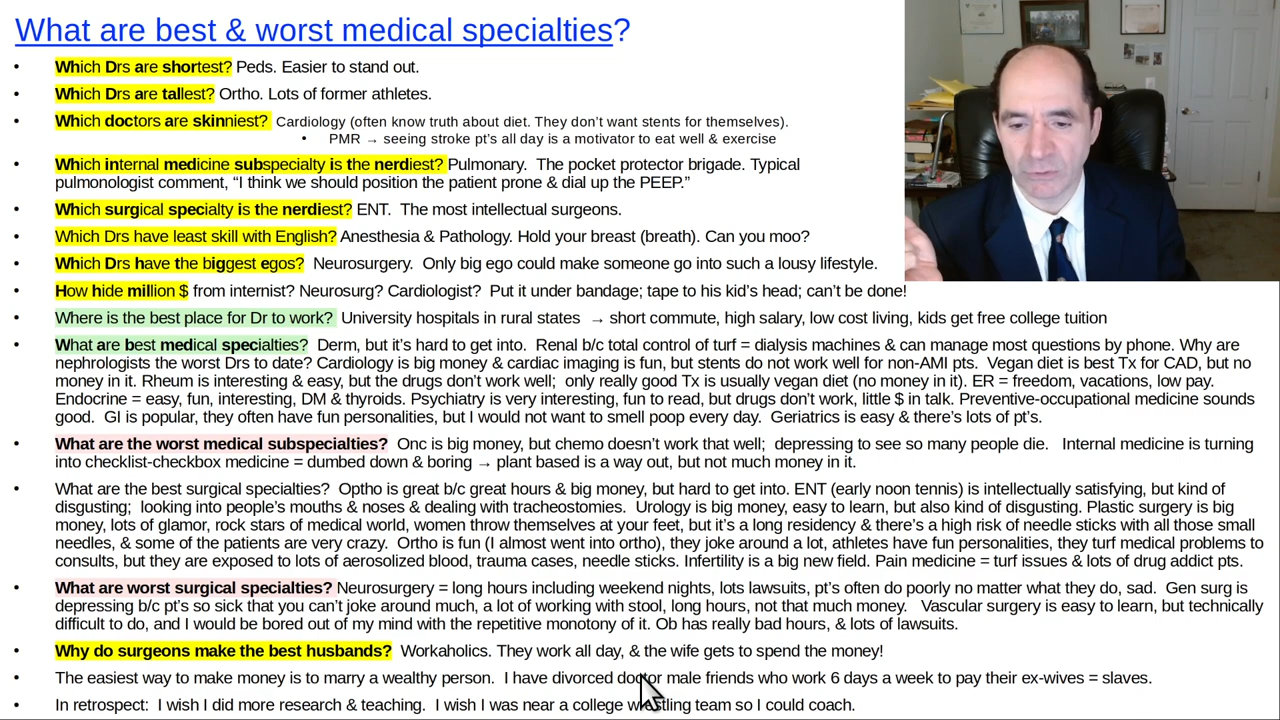 What are best & worst medical specialties?
• Which Drs are shortest? Peds. Easier to stand out.
• Which Drs are tallest? Ortho. Lots of former athletes.
• Which doctors are skinniest? Cardiology (often know truth about diet. They don’t want stents for themselves).
• PMR → seeing stroke pt’s all day is a motivator to eat well & exercise
• Which internal medicine subspecialty is the nerdiest? Pulmonary. The pocket protector brigade. Typical
pulmonologist comment, “I think we should position the patient prone & dial up the PEEP.”
• Which surgical specialty is the nerdiest? ENT. The most intellectual surgeons.
• Which Drs have least skill with English? Anesthesia & Pathology. Hold your breast (breath). Can you moo?
• Which Drs have the biggest egos? Neurosurgery. Only big ego could make someone go into such a lousy lifestyle.
• How hide million $ from internist? Neurosurg? Cardiologist? Put it under bandage; tape to his kid’s head; can’t be done!
• Where is the best place for Dr to work? University hospitals in rural states → short commute, high salary, low cost living, kids get free college tuition
• What are best medical specialties? Derm, but it’s hard to get into. Renal b/c total control of turf = dialysis machines & can manage most questions by phone. Why are
nephrologists the worst Drs to date? Cardiology is big money & cardiac imaging is fun, but stents do not work well for non-AMI pts. Vegan diet is best Tx for CAD, but no
money in it. Rheum is interesting & easy, but the drugs don’t work well; only really good Tx is usually vegan diet (no money in it). ER = freedom, vacations, low pay.
Endocrine = easy, fun, interesting, DM & thyroids. Psychiatry is very interesting, fun to read, but drugs don’t work, little $ in talk. Preventive-occupational medicine sounds
good. GI is popular, they often have fun personalities, but I would not want to smell poop every day. Geriatrics is easy & there’s lots of pt’s.
• What are the worst medical subspecialties? Onc is big money, but chemo doesn’t work that well; depressing to see so many people die. Internal medicine is turning
into checklist-checkbox medicine = dumbed down & boring → plant based is a way out, but not much money in it.
• What are the best surgical specialties? Optho is great b/c great hours & big money, but hard to get into. ENT (early noon tennis) is intellectually satisfying, but kind of
disgusting; looking into people’s mouths & noses & dealing with tracheostomies. Urology is big money, easy to learn, but also kind of disgusting. Plastic surgery is big
money, lots of glamor, rock stars of medical world, women throw themselves at your feet, but it’s a long residency & there’s a high risk of needle sticks with all those small
needles, & some of the patients are very crazy. Ortho is fun (I almost went into ortho), they joke around a lot, athletes have fun personalities, they turf medical problems to
consults, but they are exposed to lots of aerosolized blood, trauma cases, needle sticks. Infertility is a big new field. Pain medicine = turf issues & lots of drug addict pts.
• What are worst surgical specialties? Neurosurgery = long hours including weekend nights, lots lawsuits, pt’s often do poorly no matter what they do, sad. Gen surg is
depressing b/c pt’s so sick that you can’t joke around much, a lot of working with stool, long hours, not that much money. Vascular surgery is easy to learn, but technically
difficult to do, and I would be bored out of my mind with the repetitive monotony of it. Ob has really bad hours, & lots of lawsuits.
• Why do surgeons make the best husbands? Workaholics. They work all day, & the wife gets to spend the money!
• The easiest way to make money is to marry a wealthy person. I have divorced doctor male friends who work 6 days a week to pay their ex-wives = slaves.
• In retrospect: I wish I did more research & teaching. I wish I was near a college wrestling team so I could coach.